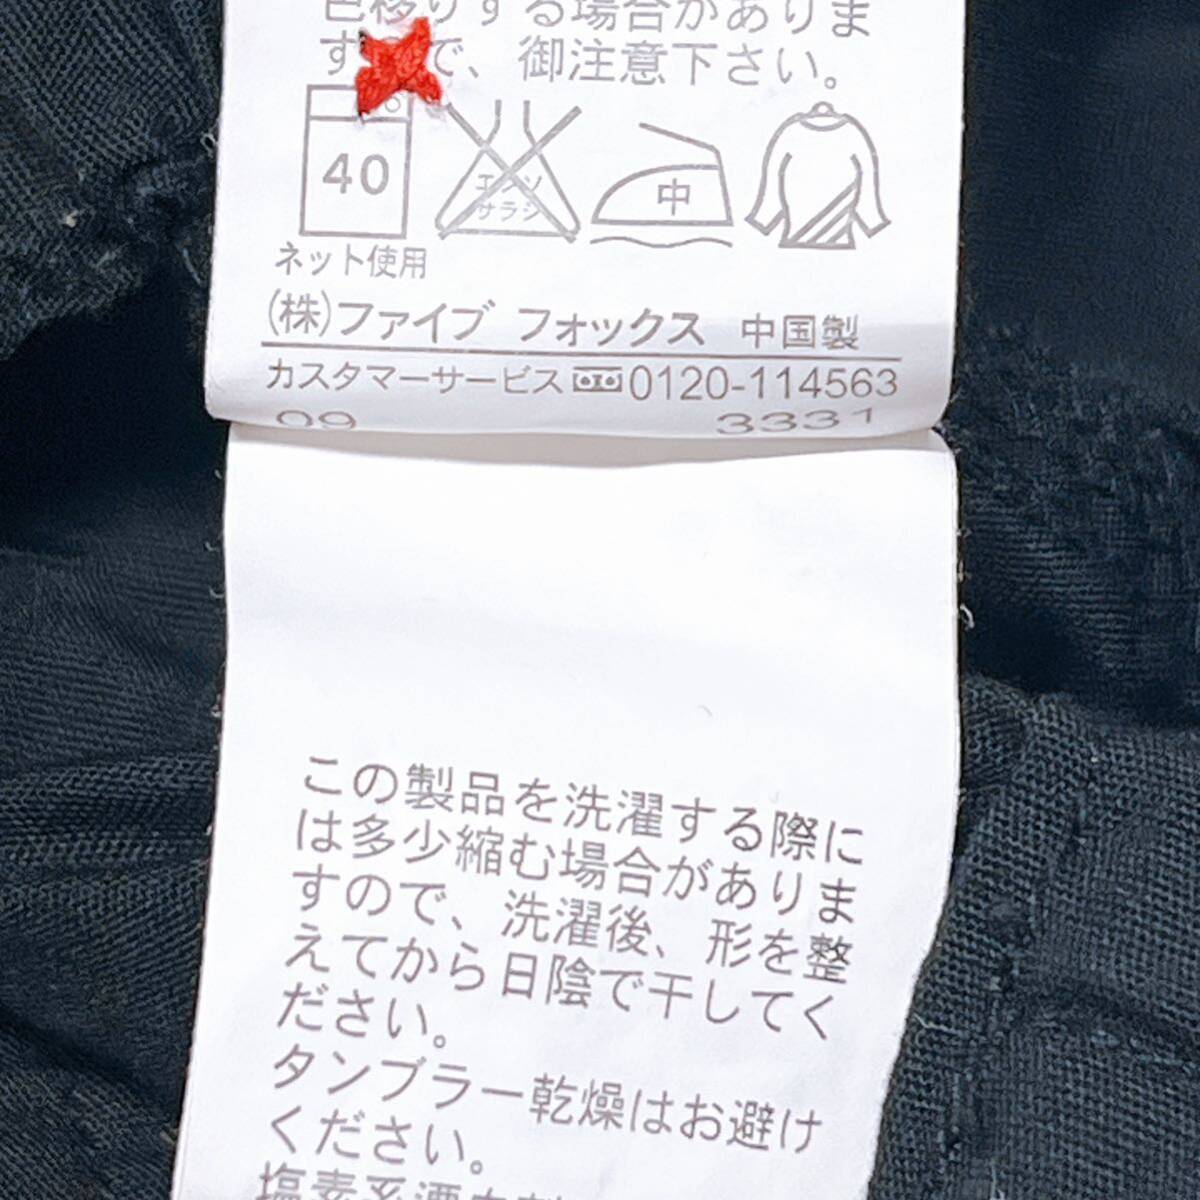 色移りする場合がありま
すので、御注意下さい。
40
エンソ
サラシ
中
ネット使用
(株)ファイブ フォックス 中国製
カスタマーサービス 0120-114563
09 3331
この製品を洗濯する際に
は多少縮む場合がありま
すので、洗濯後、形を整
えてから日陰で干してく
ださい。
タンブラー乾燥はお避け
ください。
塩素系漂白剤